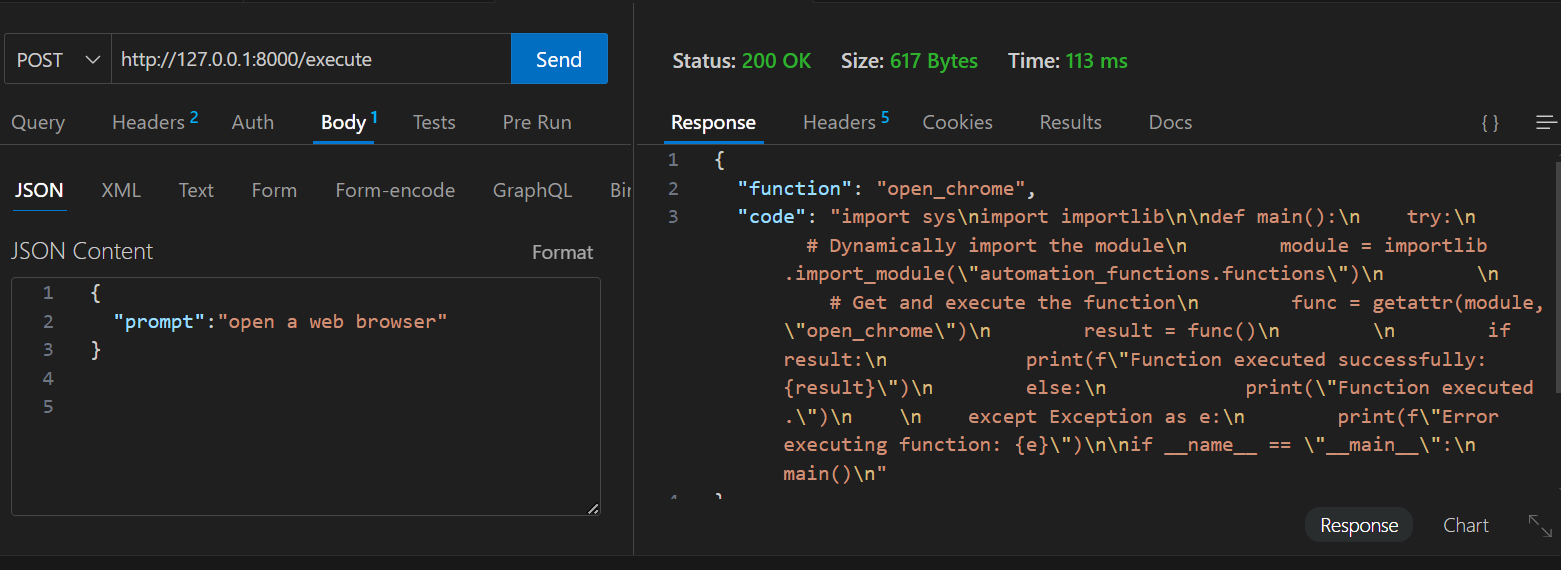 POST
http://127.0.0.1:8000/execute
Send
Query
Headers 2
Auth
Body 1
Tests
Pre Run
JSON
XML
Text
Form
Form-encode
GraphQL
Bin
JSON Content
Format
1 {
2 "prompt":"open a web browser"
3 }
4
5
Status: 200 OK Size: 617 Bytes Time: 113 ms
Response
Headers 5
Cookies
Results
Docs
{ }
1 {
2 "function": "open_chrome",
3 "code": "import sys\nimport importlib\n\ndef main():\n    try:\n
# Dynamically import the module\n        module = importlib
.import_module(\"automation_functions.functions\")\n        \n
# Get and execute the function\n        func = getattr(module,
\"open_chrome\")\n        result = func()\n        \n        if
result:\n            print(f\"Function executed successfully:
{result}\")\n        else:\n            print(\"Function executed
.\")\n    \n    except Exception as e:\n        print(f\"Error
executing function: {e}\")\n\nif __name__ == \"__main__\":\n
main()\n"
Response
Chart